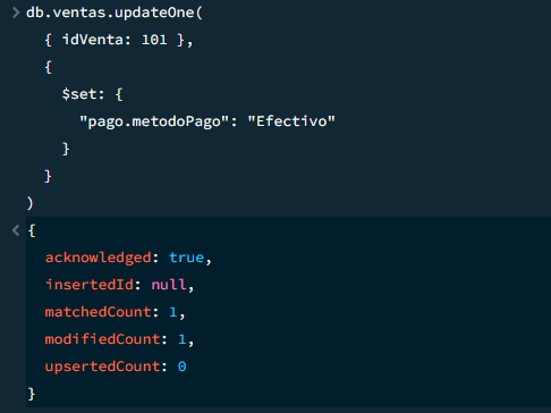 > db.ventas.updateOne(
{ idVenta: 101 },
{
$set: {
"pago.metodoPago": "Efectivo"
}
}
)
< {
acknowledged: true,
insertedId: null,
matchedCount: 1,
modifiedCount: 1,
upsertedCount: 0
}